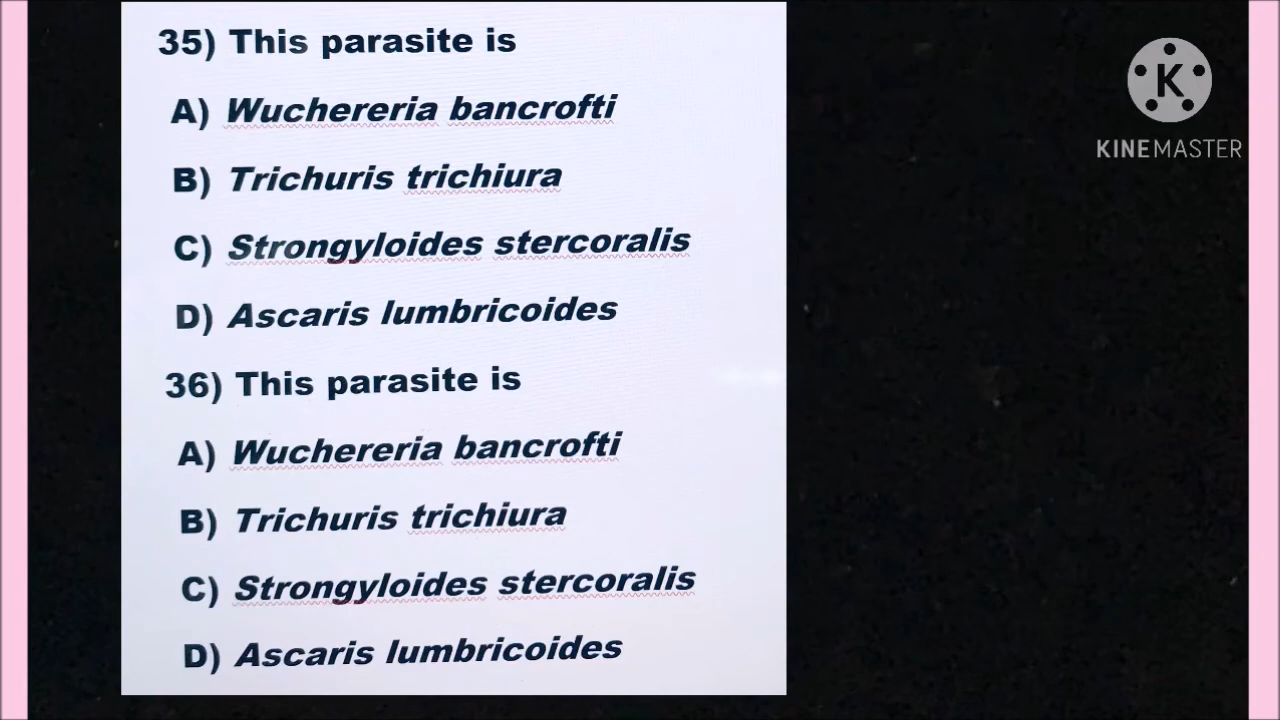 35) This parasite is
A) Wuchereria bancrofti
B) Trichuris trichiura
C) Strongyloides stercoralis
D) Ascaris lumbricoides
36) This parasite is
A) Wuchereria bancrofti
B) Trichuris trichiura
C) Strongyloides stercoralis
D) Ascaris lumbricoides
K
KINEMASTER